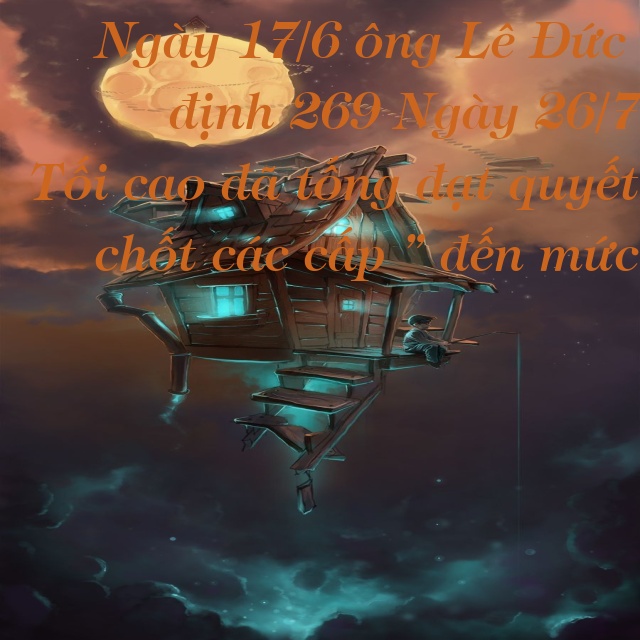 Ngày 17/6 ông Lê Đức
định 269 Ngày 26/7
Tối cao đã tống đạt quyết
chốt các cấp ” đến mức